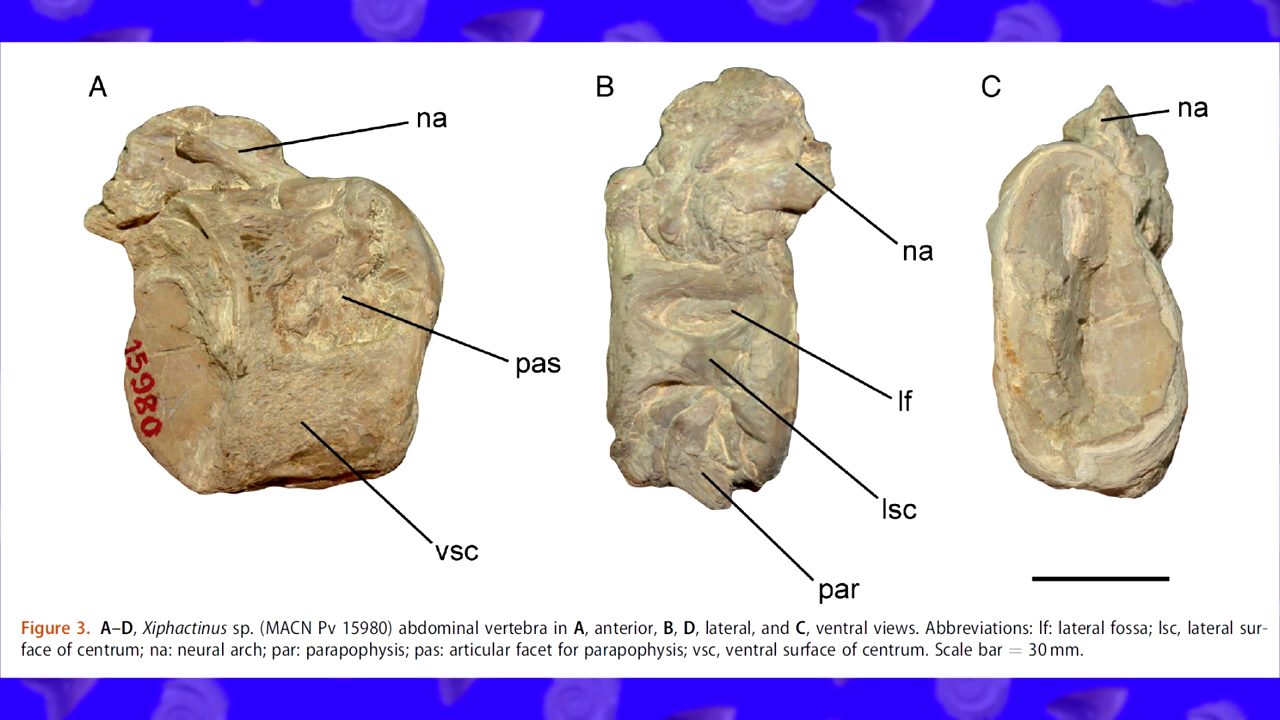 A
B
C
na
na
na
pas
lf
lsc
vsc
par
15980
Figure 3. A–D, Xiphactinus sp. (MACN Pv 15980) abdominal vertebra in A, anterior, B, D, lateral, and C, ventral views. Abbreviations: lf: lateral fossa; lsc, lateral sur-
face of centrum; na: neural arch; par: parapophysis; pas: articular facet for parapophysis; vsc, ventral surface of centrum. Scale bar = 30 mm.